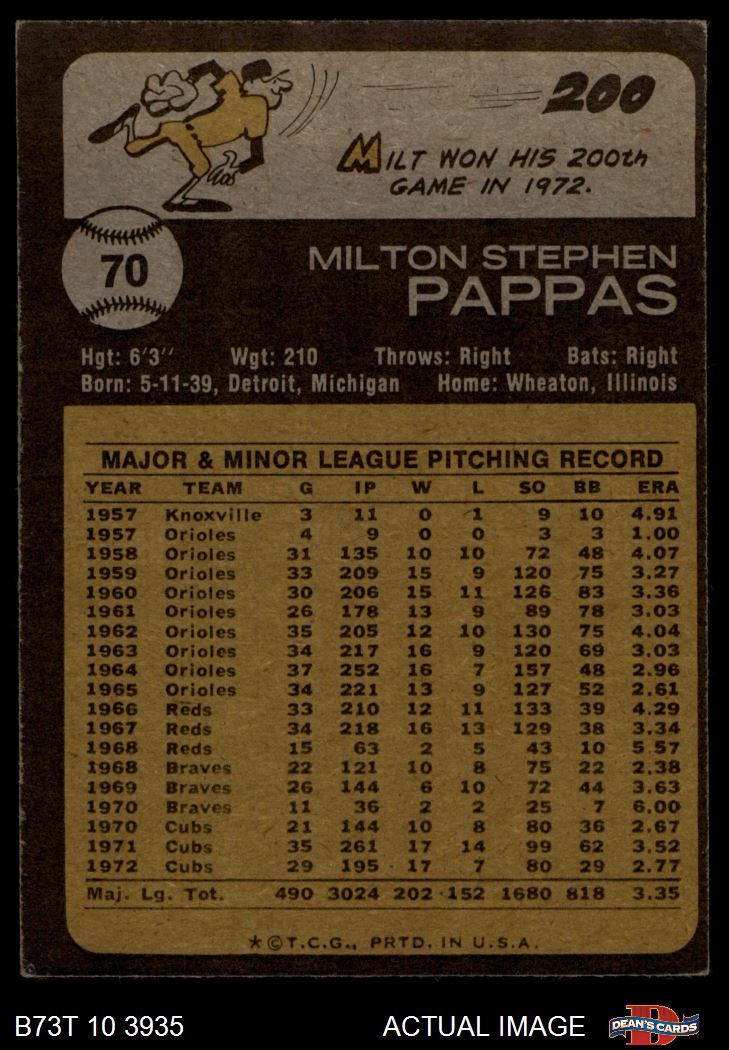 200
MILT WON HIS 200th
GAME IN 1972.
70
MILTON STEPHEN
PAPPAS
Hgt: 6'3" Wgt: 210 Throws: Right Bats: Right
Born: 5-11-39, Detroit, Michigan Home: Wheaton, Illinois
MAJOR & MINOR LEAGUE PITCHING RECORD
YEAR TEAM G IP W L SO BB ERA
1957 Knoxville 3 11 0 1 9 10 4.91
1957 Orioles 4 9 0 0 3 3 1.00
1958 Orioles 31 135 10 10 72 48 4.07
1959 Orioles 33 209 15 9 120 75 3.27
1960 Orioles 30 206 15 11 126 83 3.36
1961 Orioles 26 178 13 9 89 78 3.03
1962 Orioles 35 205 12 10 130 75 4.04
1963 Orioles 34 217 16 9 120 69 3.03
1964 Orioles 37 252 16 7 157 48 2.96
1965 Orioles 34 221 13 9 127 52 2.61
1966 Reds 33 210 12 11 133 39 4.29
1967 Reds 34 218 16 13 129 38 3.34
1968 Reds 15 63 2 5 43 10 5.57
1968 Braves 22 121 10 8 75 22 2.38
1969 Braves 26 144 6 10 72 44 3.63
1970 Braves 11 36 2 2 25 7 6.00
1970 Cubs 21 144 10 8 80 36 2.67
1971 Cubs 35 261 17 14 99 62 3.52
1972 Cubs 29 195 17 7 80 29 2.77
Maj. Lg. Tot. 490 3024 202 152 1680 818 3.35
★©T.C.G., PRTD. IN U.S.A.
B73T 10 3935 ACTUAL IMAGE D DEAN'S CARDS